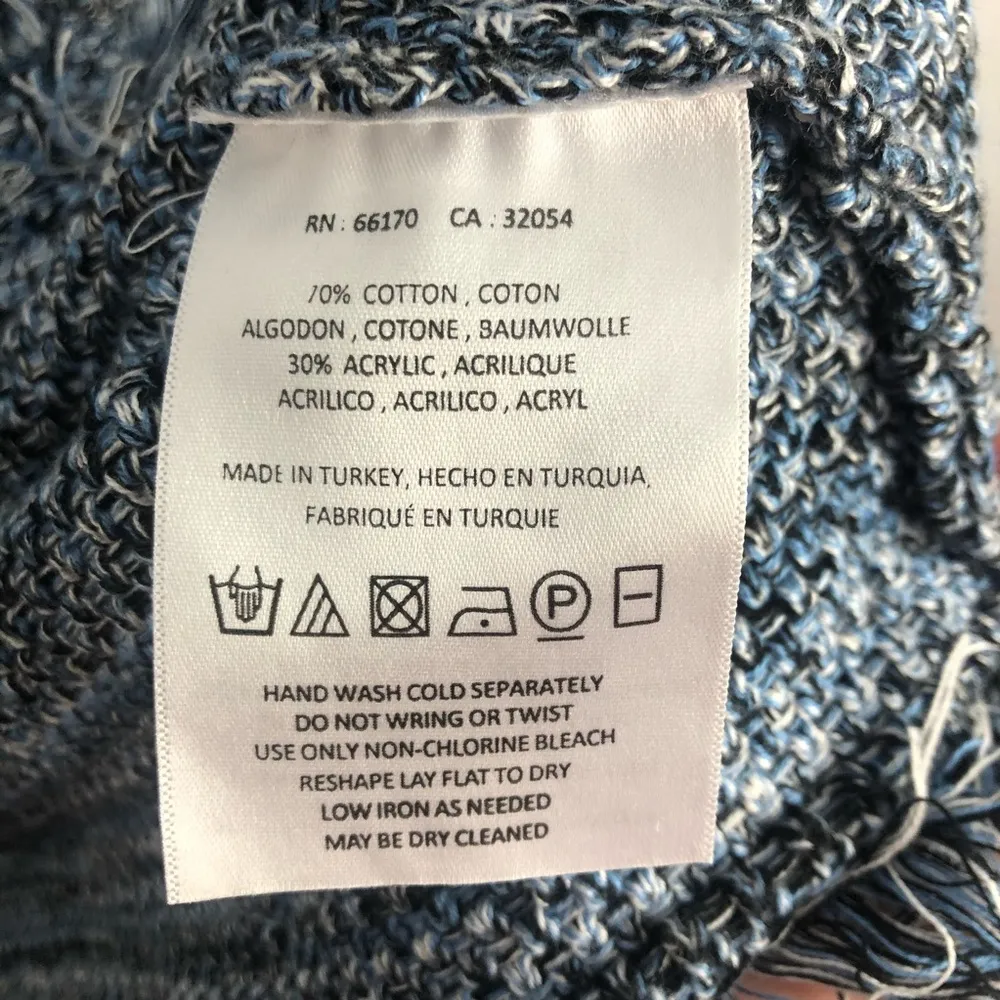 RN : 66170 CA : 32054
70% COTTON , COTON
ALGODON , COTONE , BAUMWOLLE
30% ACRYLIC , ACRILIQUE
ACRILICO , ACRILICO , ACRYL
MADE IN TURKEY, HECHO EN TURQUIA,
FABRIQUÉ EN TURQUIE
P
HAND WASH COLD SEPARATELY
DO NOT WRING OR TWIST
USE ONLY NON-CHLORINE BLEACH
RESHAPE LAY FLAT TO DRY
LOW IRON AS NEEDED
MAY BE DRY CLEANED